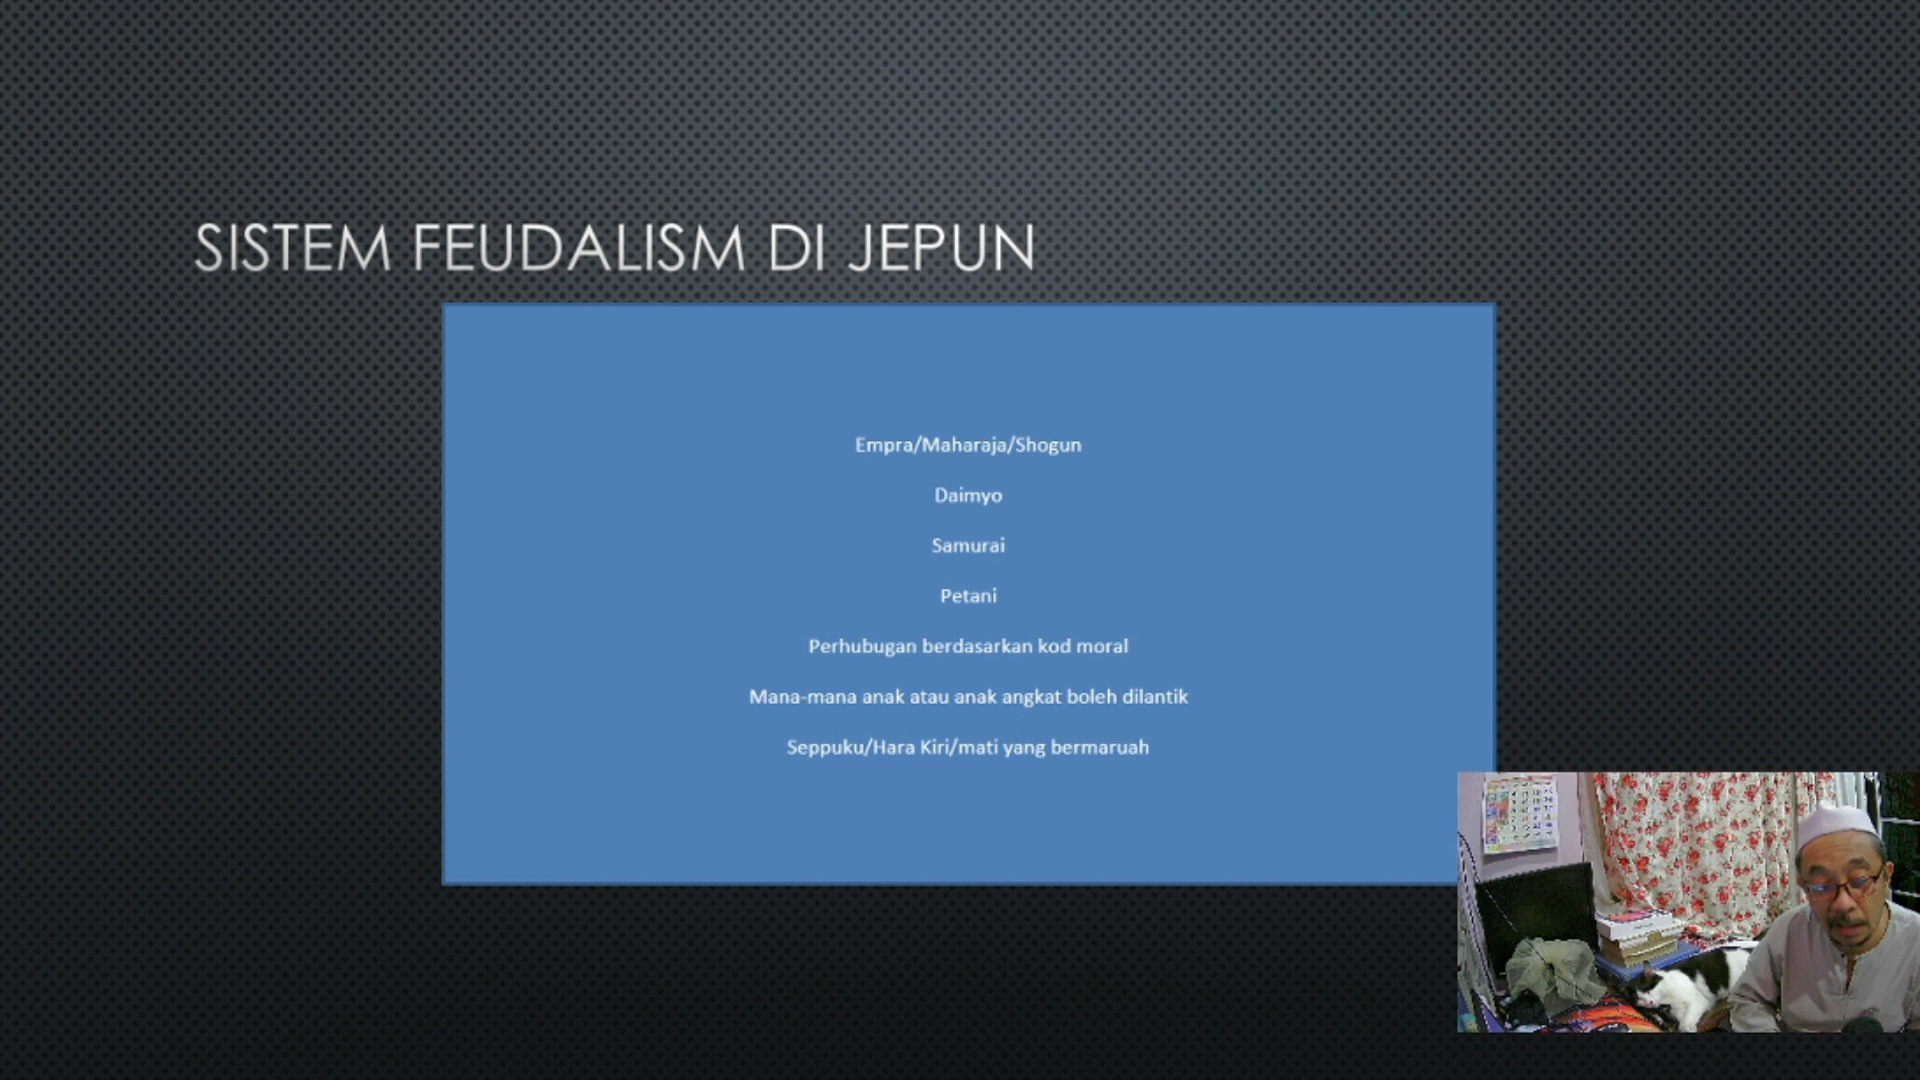 SISTEM FEUDALISM DI JEPUN
Empra/Maharaja/Shogun
Daimyo
Samurai
Petani
Perhubugan berdasarkan kod moral
Mana-mana anak atau anak angkat boleh dilantik
Seppuku/Hara Kiri/mati yang bermaruah